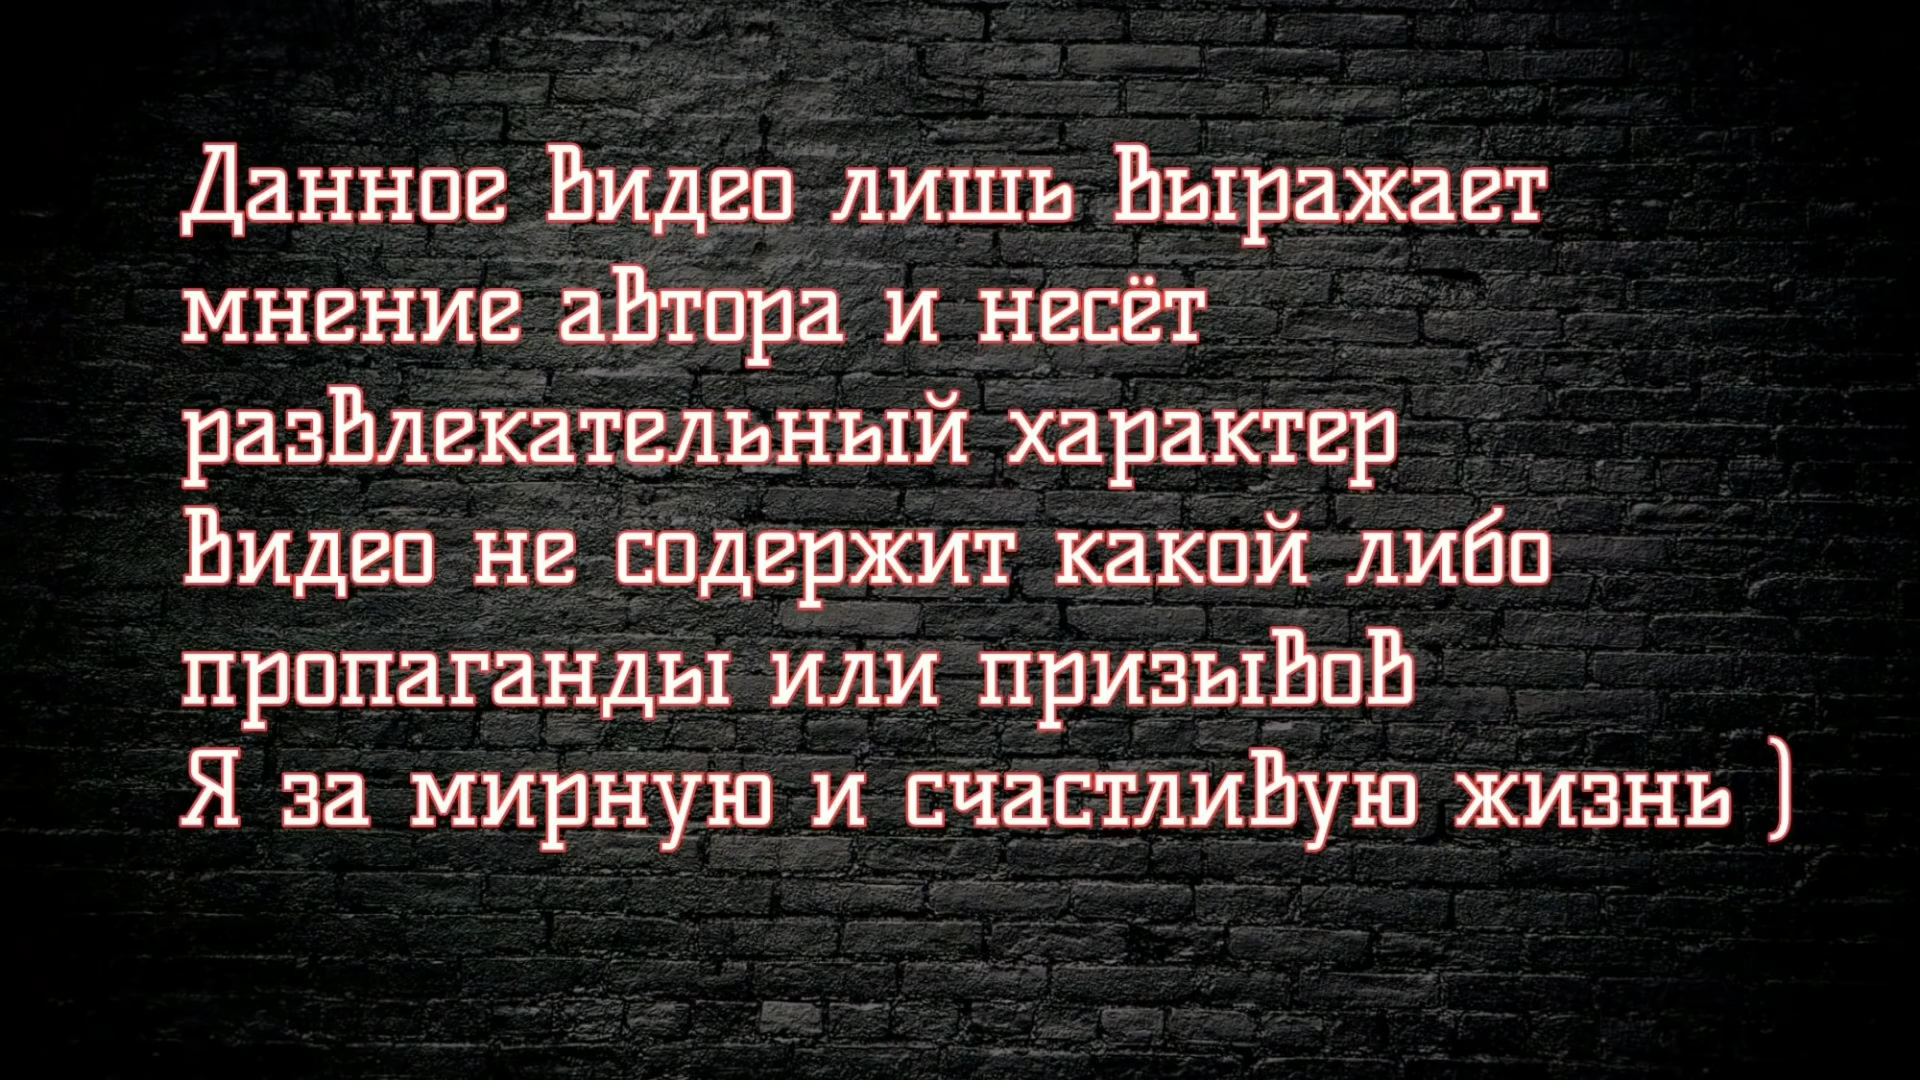 Данное видео лишь выражает
мнение автора и несёт
развлекательный характер
видео не содержит какой либо
пропаганды или призывов
Я за мирную и счастливую жизнь )